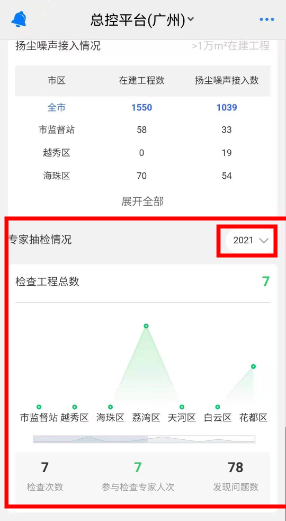 总控平台(广州)
扬尘噪声接入情况 >1万m²在建工程
市区 在建工程数 扬尘噪声接入数
全市 1550 1039
市监督站 58 33
越秀区 0 19
海珠区 70 54
展开全部
专家抽检情况 2021
检查工程总数 7
市监督站 越秀区 海珠区 荔湾区 天河区 白云区 花都区
7 7 78
检查次数 参与检查专家人次 发现问题数